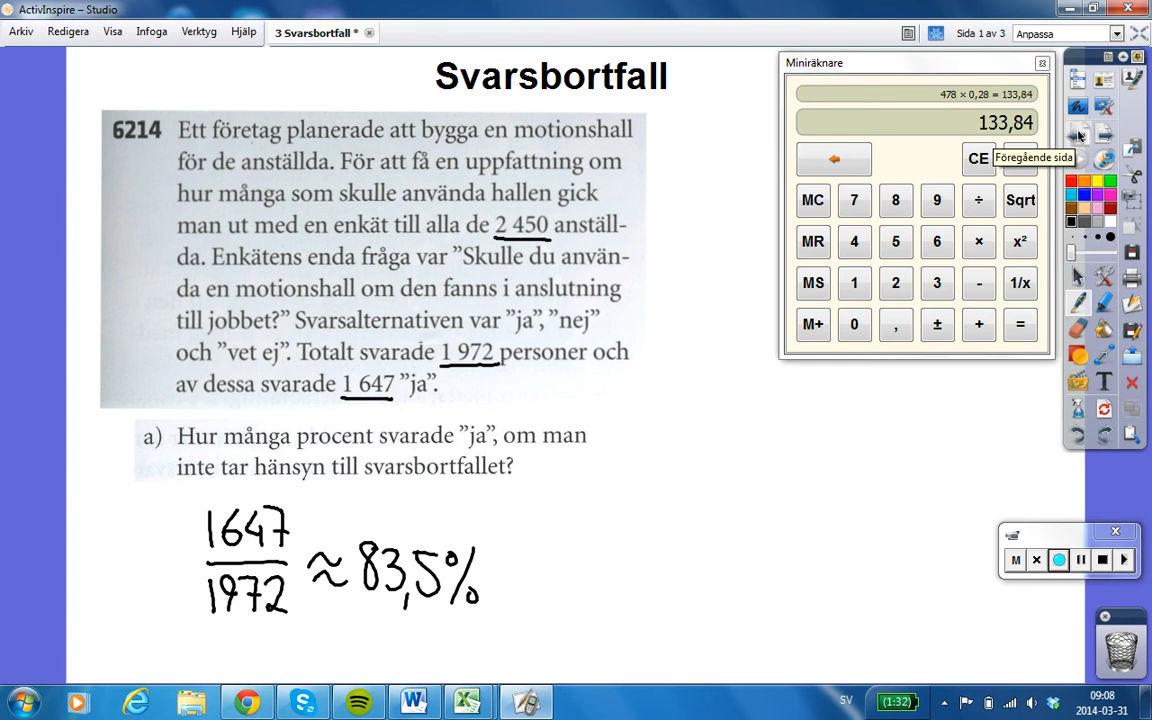 ActivInspire – Studio
Arkiv Redigera Visa Infoga Verktyg Hjälp
3 Svarsbortfall *
Sida 1 av 3
Anpassa
Svarsbortfall
6214 Ett företag planerade att bygga en motionshall
för de anställda. För att få en uppfattning om
hur många som skulle använda hallen gick
man ut med en enkät till alla de 2 450 anställ-
da. Enkätens enda fråga var ”Skulle du använ-
da en motionshall om den fanns i anslutning
till jobbet?” Svarsalternativen var ”ja”, ”nej”
och ”vet ej”. Totalt svarade 1 972 personer och
av dessa svarade 1 647 ”ja”.
a) Hur många procent svarade ”ja”, om man
inte tar hänsyn till svarsbortfallet?
1647
1972
≈ 83,5%
Miniräknare
478 × 0,28 = 133,84
133,84
CE
Föregående sida
MC 7 8 9 ÷ Sqrt
MR 4 5 6 × x²
MS 1 2 3 - 1/x
M+ 0 , ± + =
M
SV
(1:32)
09:08
2014-03-31